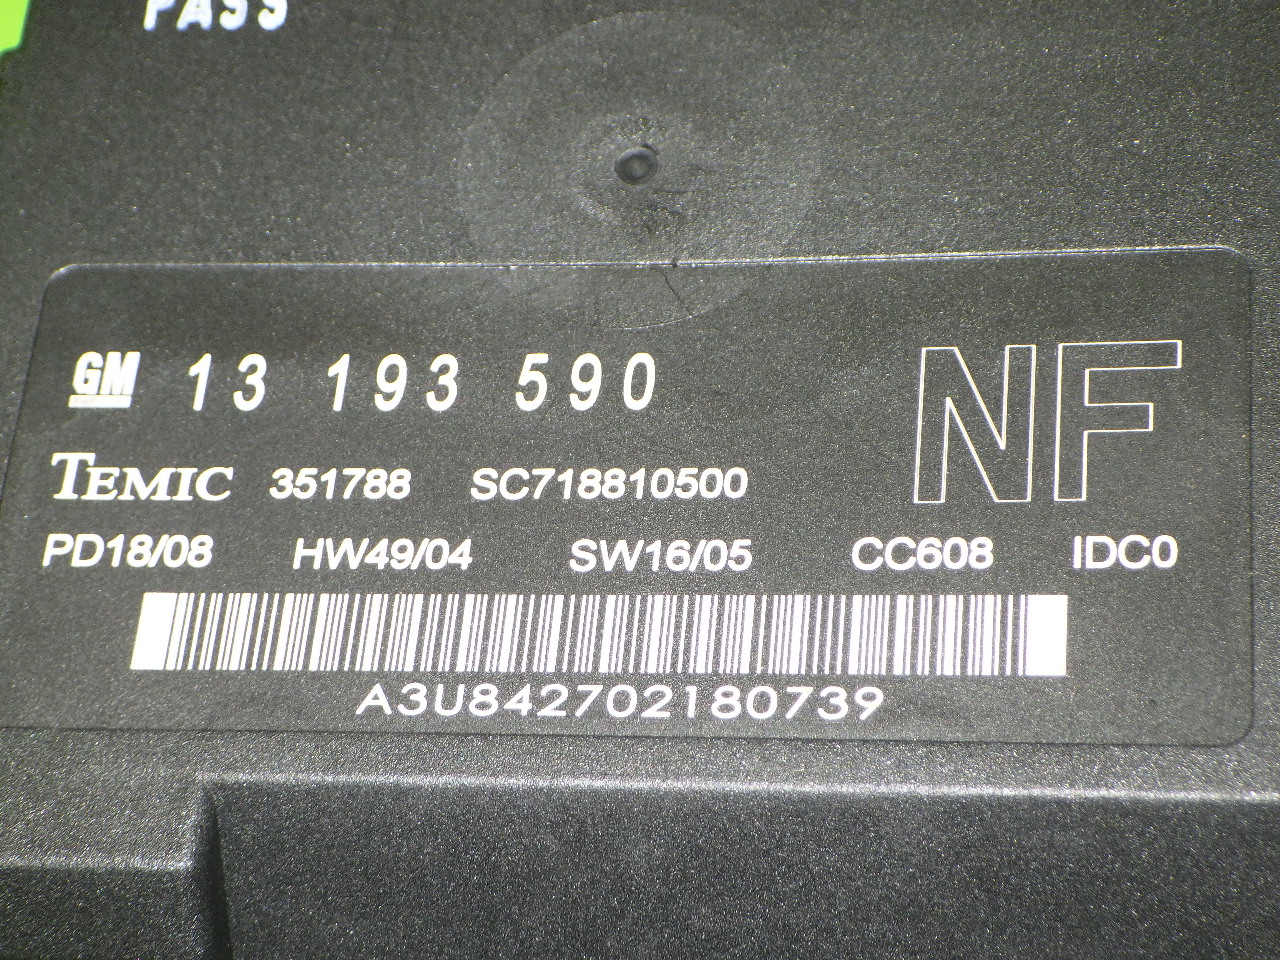 PASS
GM 13 193 590 NF
TEMIC 351788 SC718810500
PD18/08 HW49/04 SW16/05 CC608 IDC0
A3U842702180739